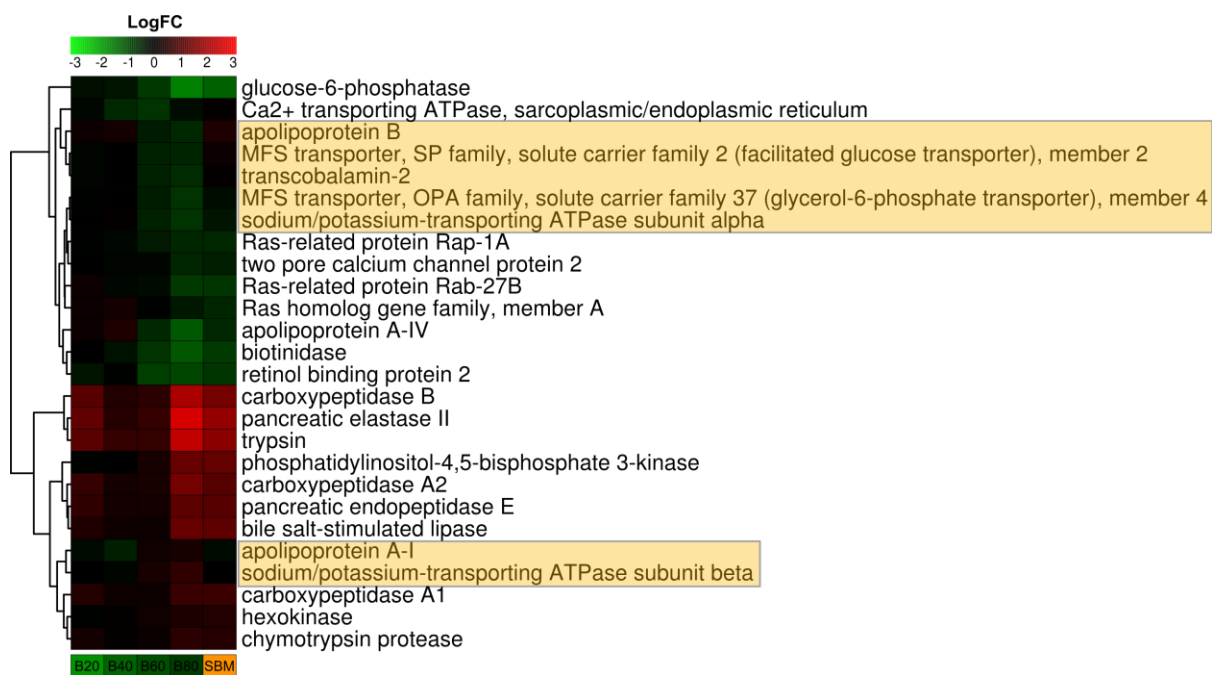 LogFC
-3 -2 -1 0 1 2 3
glucose-6-phosphatase
Ca2+ transporting ATPase, sarcoplasmic/endoplasmic reticulum
apolipoprotein B
MFS transporter, SP family, solute carrier family 2 (facilitated glucose transporter), member 2
transcobalamin-2
MFS transporter, OPA family, solute carrier family 37 (glycerol-6-phosphate transporter), member 4
sodium/potassium-transporting ATPase subunit alpha
Ras-related protein Rap-1A
two pore calcium channel protein 2
Ras-related protein Rab-27B
Ras homolog gene family, member A
apolipoprotein A-IV
biotinidase
retinol binding protein 2
carboxypeptidase B
pancreatic elastase II
trypsin
phosphatidylinositol-4,5-bisphosphate 3-kinase
carboxypeptidase A2
pancreatic endopeptidase E
bile salt-stimulated lipase
apolipoprotein A-I
sodium/potassium-transporting ATPase subunit beta
carboxypeptidase A1
hexokinase
chymotrypsin protease
B20 B40 B60 B80 SBM